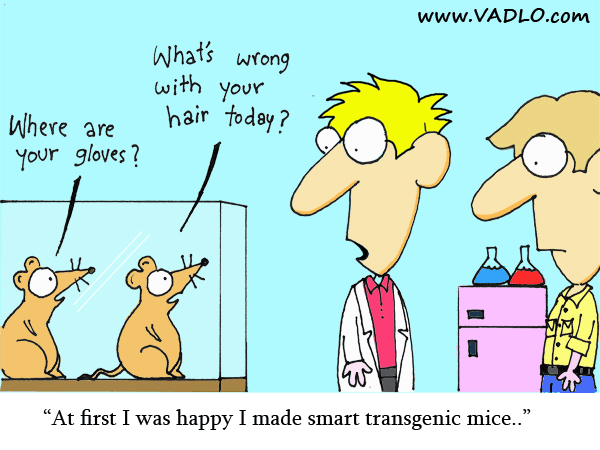 www.VADLO.com
What's wrong
with your
hair today?
Where are
your gloves?
“At first I was happy I made smart transgenic mice..”